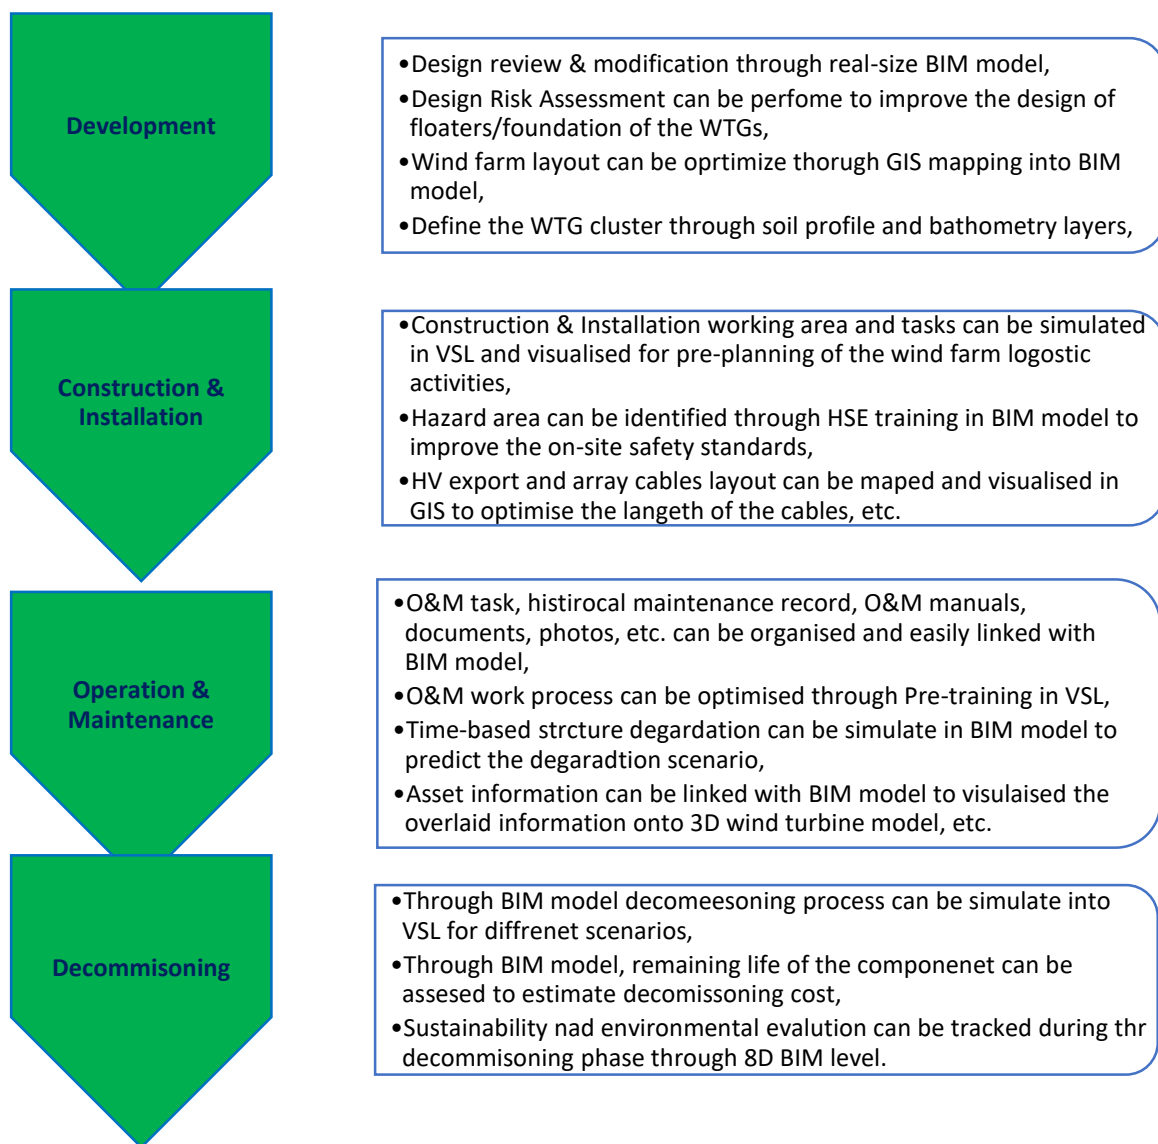 Development
•Design review & modification through real-size BIM model,
•Design Risk Assessment can be perfome to improve the design of
floaters/foundation of the WTGs,
•Wind farm layout can be oprtimize thorugh GIS mapping into BIM
model,
•Define the WTG cluster through soil profile and bathometry layers,
Construction &
Installation
•Construction & Installation working area and tasks can be simulated
in VSL and visualised for pre-planning of the wind farm logostic
activities,
•Hazard area can be identified through HSE training in BIM model to
improve the on-site safety standards,
•HV export and array cables layout can be maped and visualised in
GIS to optimise the langeth of the cables, etc.
Operation &
Maintenance
•O&M task, histirocal maintenance record, O&M manuals,
documents, photos, etc. can be organised and easily linked with
BIM model,
•O&M work process can be optimised through Pre-training in VSL,
•Time-based strcture degardation can be simulate in BIM model to
predict the degaradtion scenario,
•Asset information can be linked with BIM model to visulaised the
overlaid information onto 3D wind turbine model, etc.
Decommisoning
•Through BIM model decomeesoning process can be simulate into
VSL for diffrenet scenarios,
•Through BIM model, remaining life of the componenet can be
assesed to estimate decomissoning cost,
•Sustainability nad environmental evalution can be tracked during thr
decommisoning phase through 8D BIM level.